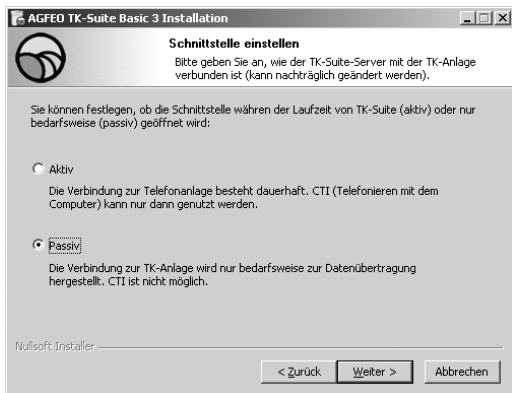 AGFEO TK-Suite Basic 3 Installation
Schnittstelle einstellen
Bitte geben Sie an, wie der TK-Suite-Server mit der TK-Anlage
verbunden ist (kann nachträglich geändert werden).
Sie können festlegen, ob die Schnittstelle währen der Laufzeit von TK-Suite (aktiv) oder nur
bedarfsweise (passiv) geöffnet wird:
Aktiv
Die Verbindung zur Telefonanlage besteht dauerhaft. CTI (Telefonieren mit dem
Computer) kann nur dann genutzt werden.
Passiv
Die Verbindung zur TK-Anlage wird nur bedarfsweise zur Datenübertragung
hergestellt. CTI ist nicht möglich.
Nullsoft Installer
< Zurück Weiter > Abbrechen